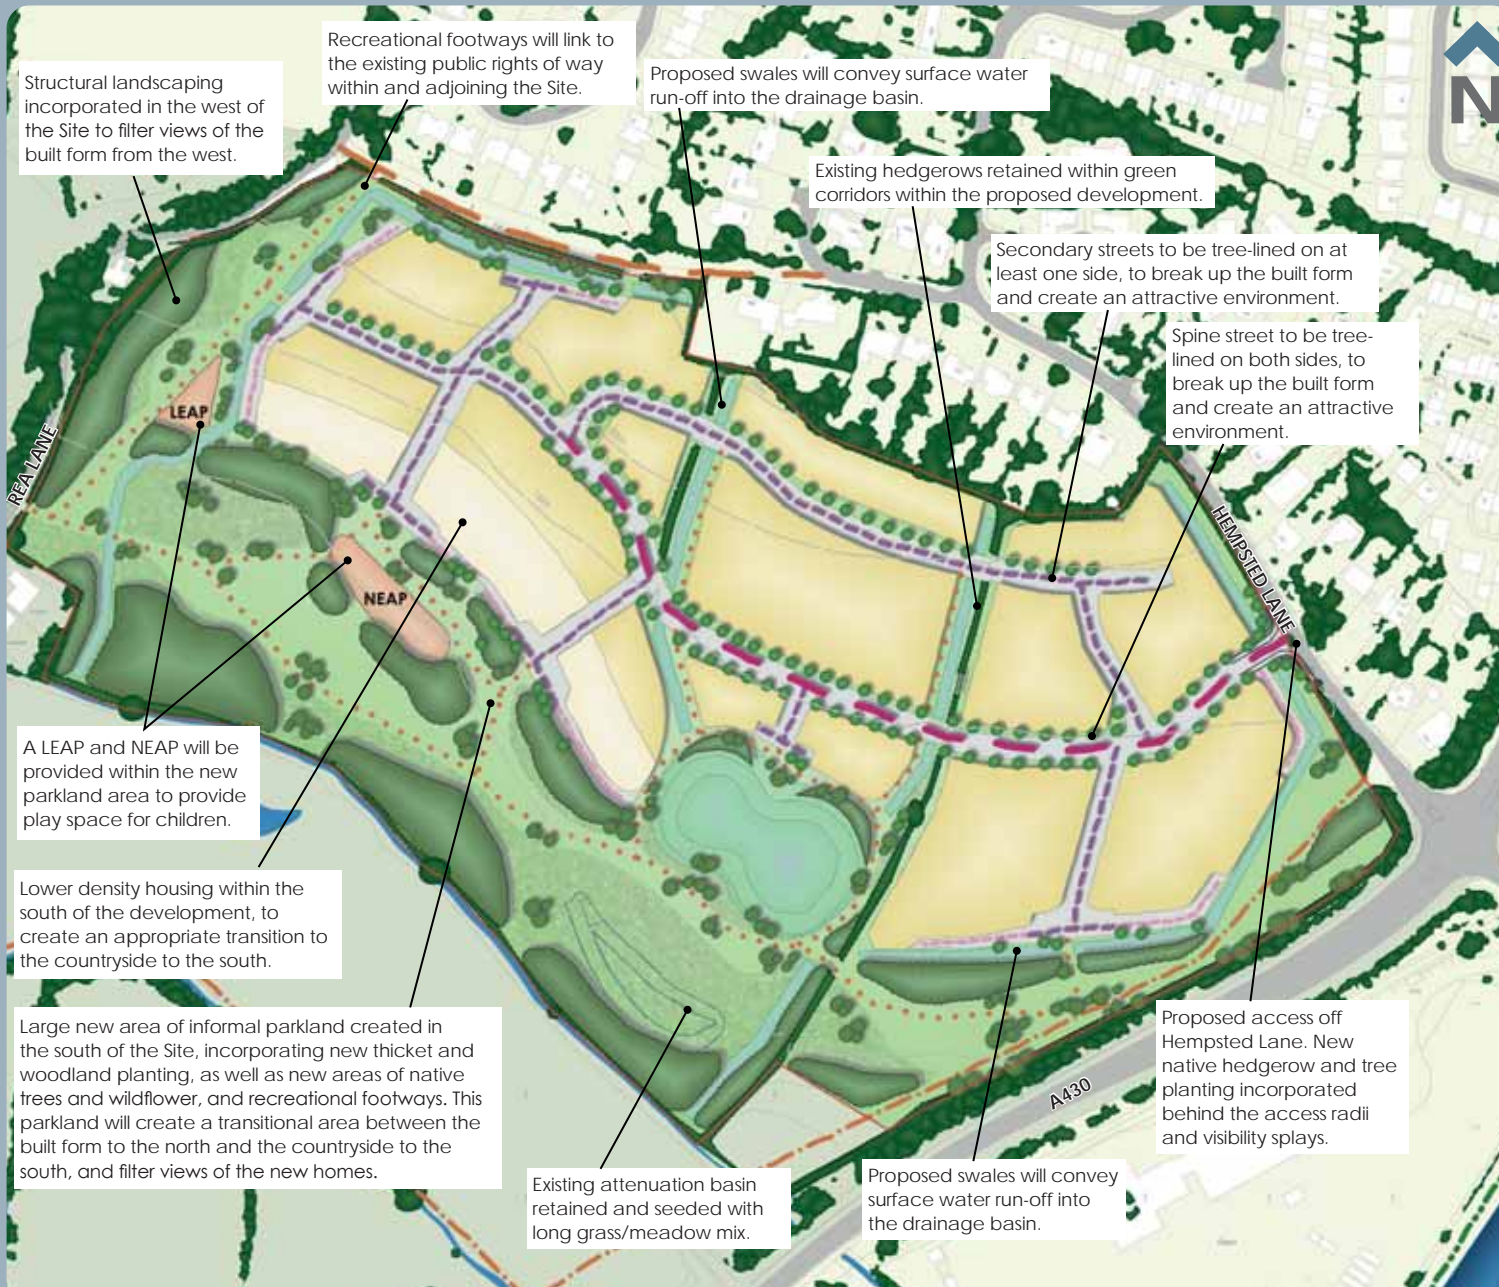 Recreational footways will link to
the existing public rights of way
within and adjoining the Site.
Structural landscaping
incorporated in the west of
the Site to filter views of the
built form from the west.
Proposed swales will convey surface water
run-off into the drainage basin.
N
Existing hedgerows retained within green
corridors within the proposed development.
Secondary streets to be tree-lined on at
least one side, to break up the built form
and create an attractive environment.
Spine street to be tree-
lined on both sides, to
break up the built form
and create an attractive
environment.
LEAP
REA LANE
HEMPSTED LANE
NEAP
A LEAP and NEAP will be
provided within the new
parkland area to provide
play space for children.
Lower density housing within the
south of the development, to
create an appropriate transition to
the countryside to the south.
Large new area of informal parkland created in
the south of the Site, incorporating new thicket and
woodland planting, as well as new areas of native
trees and wildflower, and recreational footways. This
parkland will create a transitional area between the
built form to the north and the countryside to the
south, and filter views of the new homes.
Existing attenuation basin
retained and seeded with
long grass/meadow mix.
Proposed swales will convey
surface water run-off into
the drainage basin.
A430
Proposed access off
Hempsted Lane. New
native hedgerow and tree
planting incorporated
behind the access radii
and visibility splays.